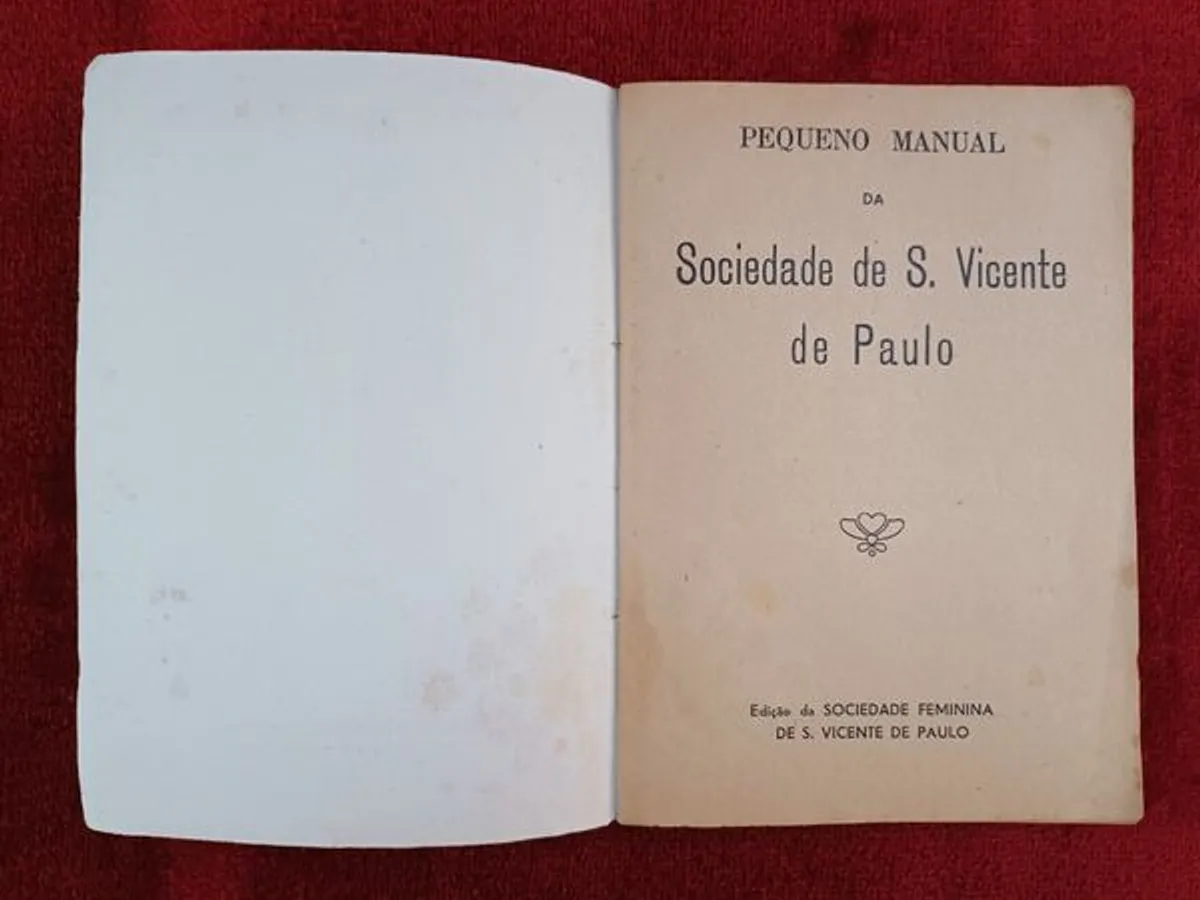 PEQUENO MANUAL
DA
Sociedade de S. Vicente
de Paulo
Edição da SOCIEDADE FEMININA
DE S. VICENTE DE PAULO